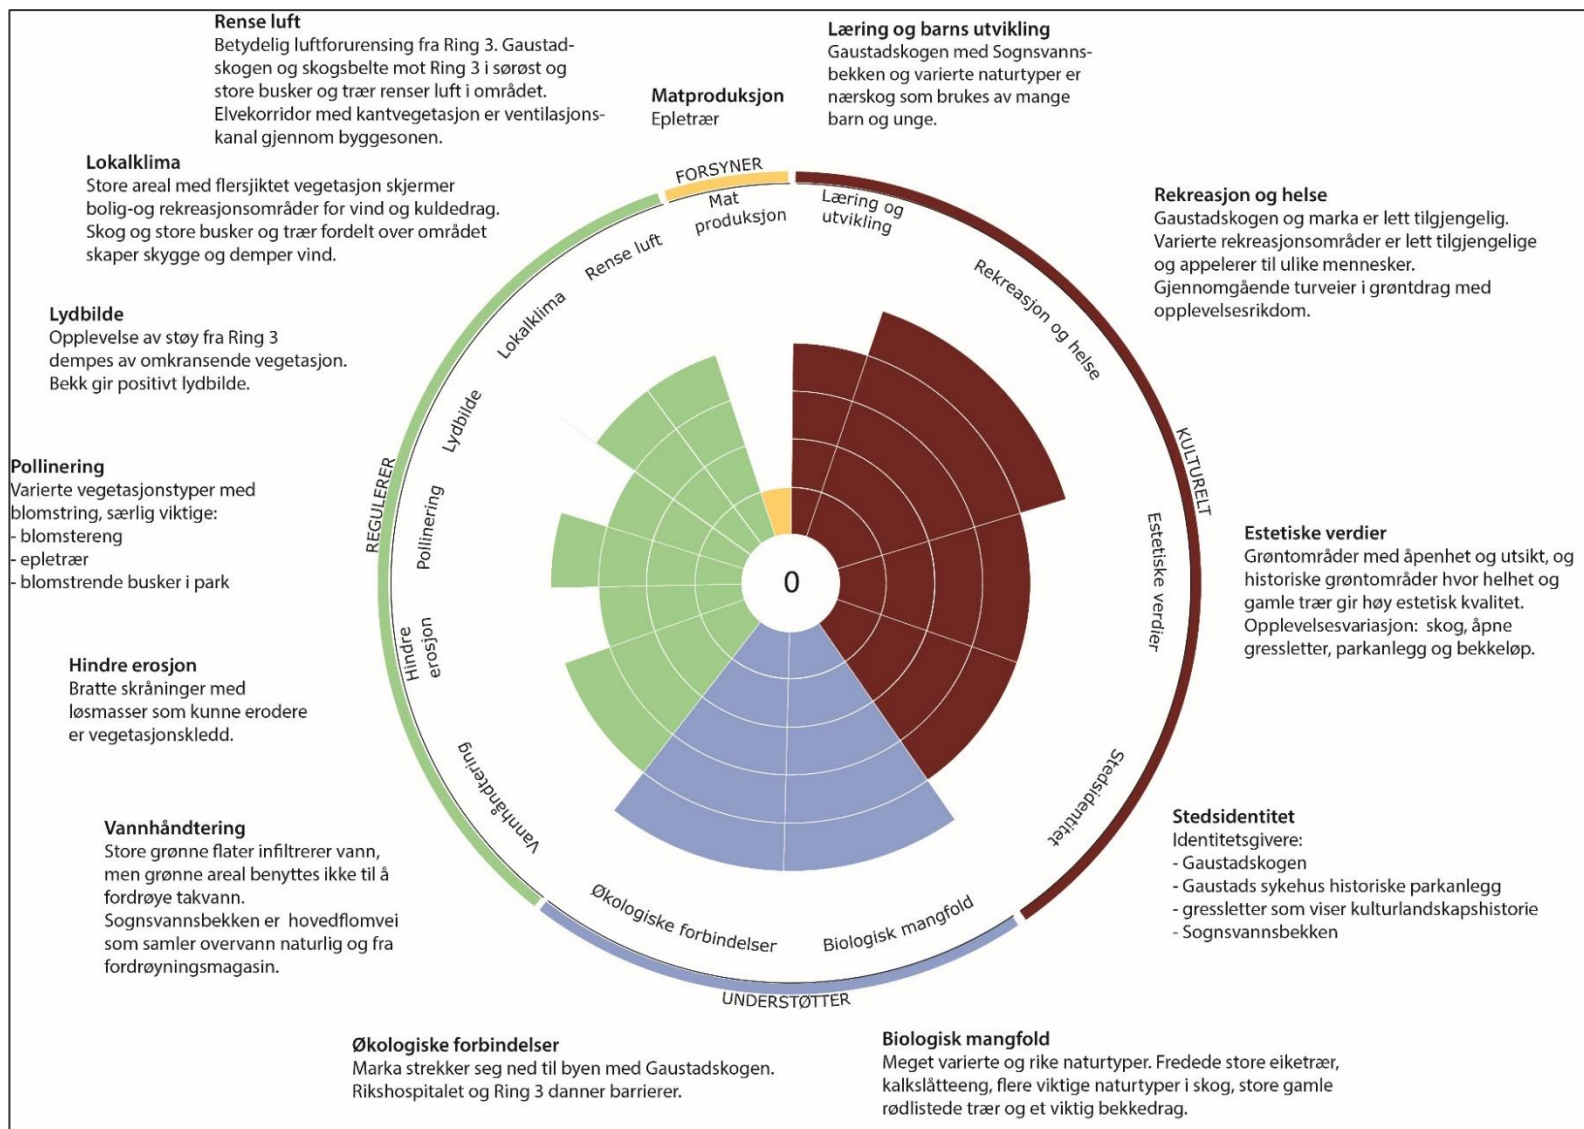 Rense luft
Betydelig luftforurensing fra Ring 3. Gaustad-
skogen og skogsbelte mot Ring 3 i sørøst og
store busker og trær renser luft i området.
Elvekorridor med kantvegetasjon er ventilasjons-
kanal gjennom byggesonen.
Matproduksjon
Epletrær
Læring og barns utvikling
Gaustadskogen med Sognsvanns-
bekken og varierte naturtyper er
nærskog som brukes av mange
barn og unge.
Lokalklima
Store areal med flersjiktet vegetasjon skjermer
bolig-og rekreasjonsområder for vind og kuldedrag.
Skog og store busker og trær fordelt over området
skaper skygge og demper vind.
Rekreasjon og helse
Gaustadskogen og marka er lett tilgjengelig.
Varierte rekreasjonsområder er lett tilgjengelige
og appelerer til ulike mennesker.
Gjennomgående turveier i grøntdrag med
opplevelsesrikdom.
Lydbilde
Opplevelse av støy fra Ring 3
dempes av omkransende vegetasjon.
Bekk gir positivt lydbilde.
Pollinering
Varierte vegetasjonstyper med
blomstring, særlig viktige:
- blomstereng
- epletrær
- blomstrende busker i park
Estetiske verdier
Grøntområder med åpenhet og utsikt, og
historiske grøntområder hvor helhet og
gamle trær gir høy estetisk kvalitet.
Opplevelsesvariasjon: skog, åpne
gressletter, parkanlegg og bekkeløp.
Hindre erosjon
Bratte skråninger med
løsmasser som kunne erodere
er vegetasjonskledd.
Stedsidentitet
Identitetsgivere:
- Gaustadskogen
- Gaustads sykehus historiske parkanlegg
- gressletter som viser kulturlandskapshistorie
- Sognsvannsbekken
Vannhåndtering
Store grønne flater infiltrerer vann,
men grønne areal benyttes ikke til å
fordrøye takvann.
Sognsvannsbekken er hovedflomvei
som samler overvann naturlig og fra
fordrøyningsmagasin.
Økologiske forbindelser
Marka strekker seg ned til byen med Gaustadskogen.
Rikshospitalet og Ring 3 danner barrierer.
Biologisk mangfold
Meget varierte og rike naturtyper. Fredede store eiketrær,
kalkslåtteeng, flere viktige naturtyper i skog, store gamle
rødlistede trær og et viktig bekkedrag.
FORSYNER
KULTURELT
UNDERSTØTTER
REGULERER
Mat
produksjon
Læring og
utvikling
Rekreasjon og helse
Estetiske verdier
Stedsidentitet
Biologisk mangfold
Økologiske forbindelser
Vannhåndtering
Hindre
erosjon
Pollinering
Lydbilde
Lokalklima
Rense luft
0